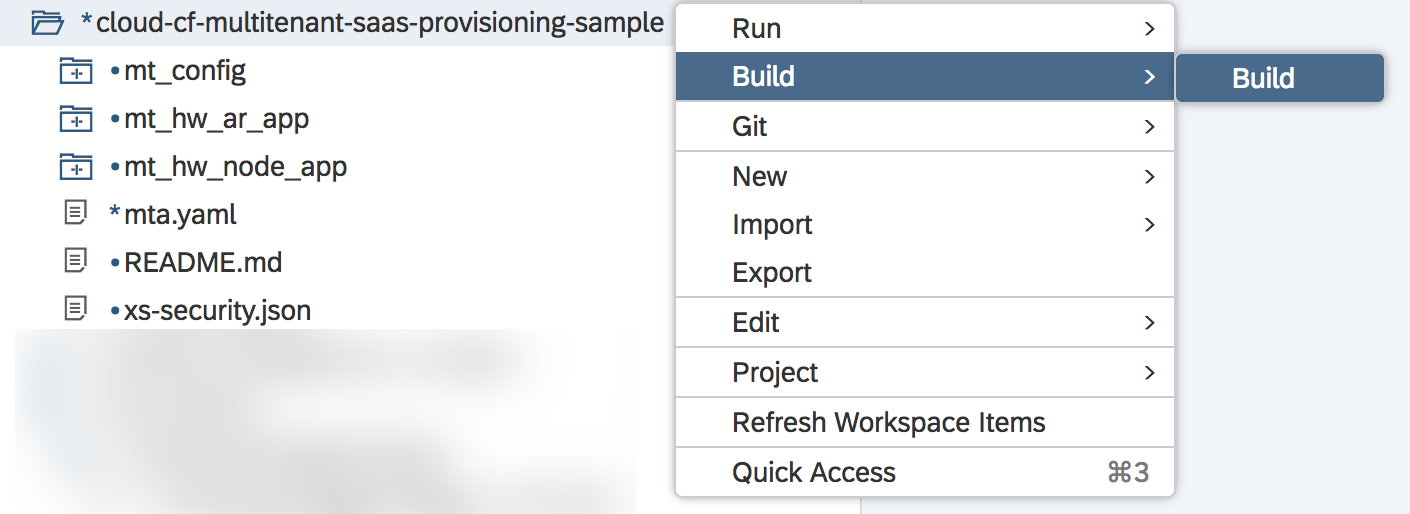 *cloud-cf-multitenant-saas-provisioning-sample
•mt_config
•mt_hw_ar_app
•mt_hw_node_app
*mta.yaml
•README.md
•xs-security.json
Run
Build
Build
Git
New
Import
Export
Edit
Project
Refresh Workspace Items
Quick Access ⌘3